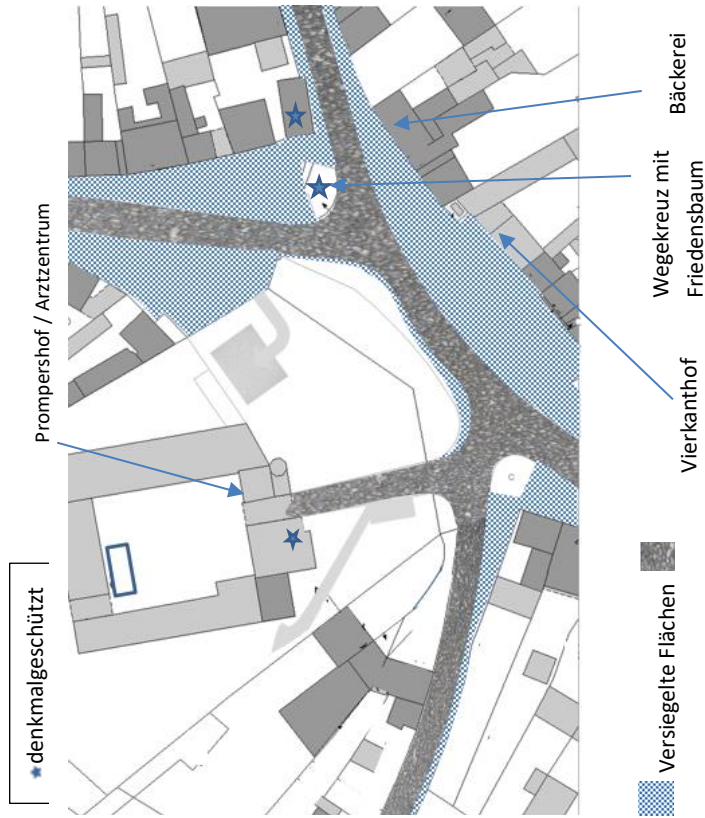 denkmalgeschützt
Prompershof / Arztzentrum
Bäckerei
Wegekreuz mit
Friedensbaum
Vierkanthof
Versiegelte Flächen